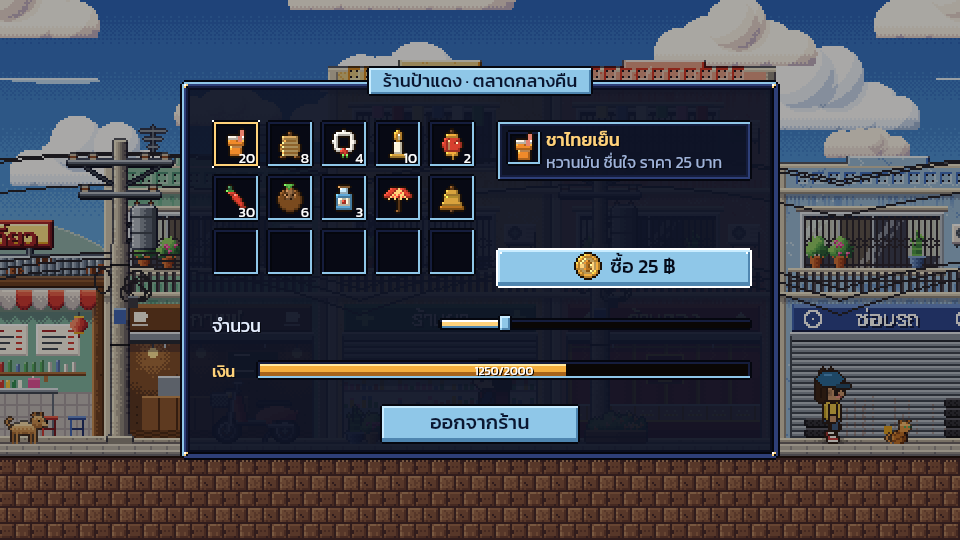 ร้านป้าแดง · ตลาดกลางคืน
20
8
4
10
2
ชาไทยเย็น
หวานมัน ชื่นใจ ราคา 25 บาท
30
6
3
ซื้อ 25 ฿
จำนวน
ซ่อมรถ
เงิน
1250/2000
ออกจากร้าน